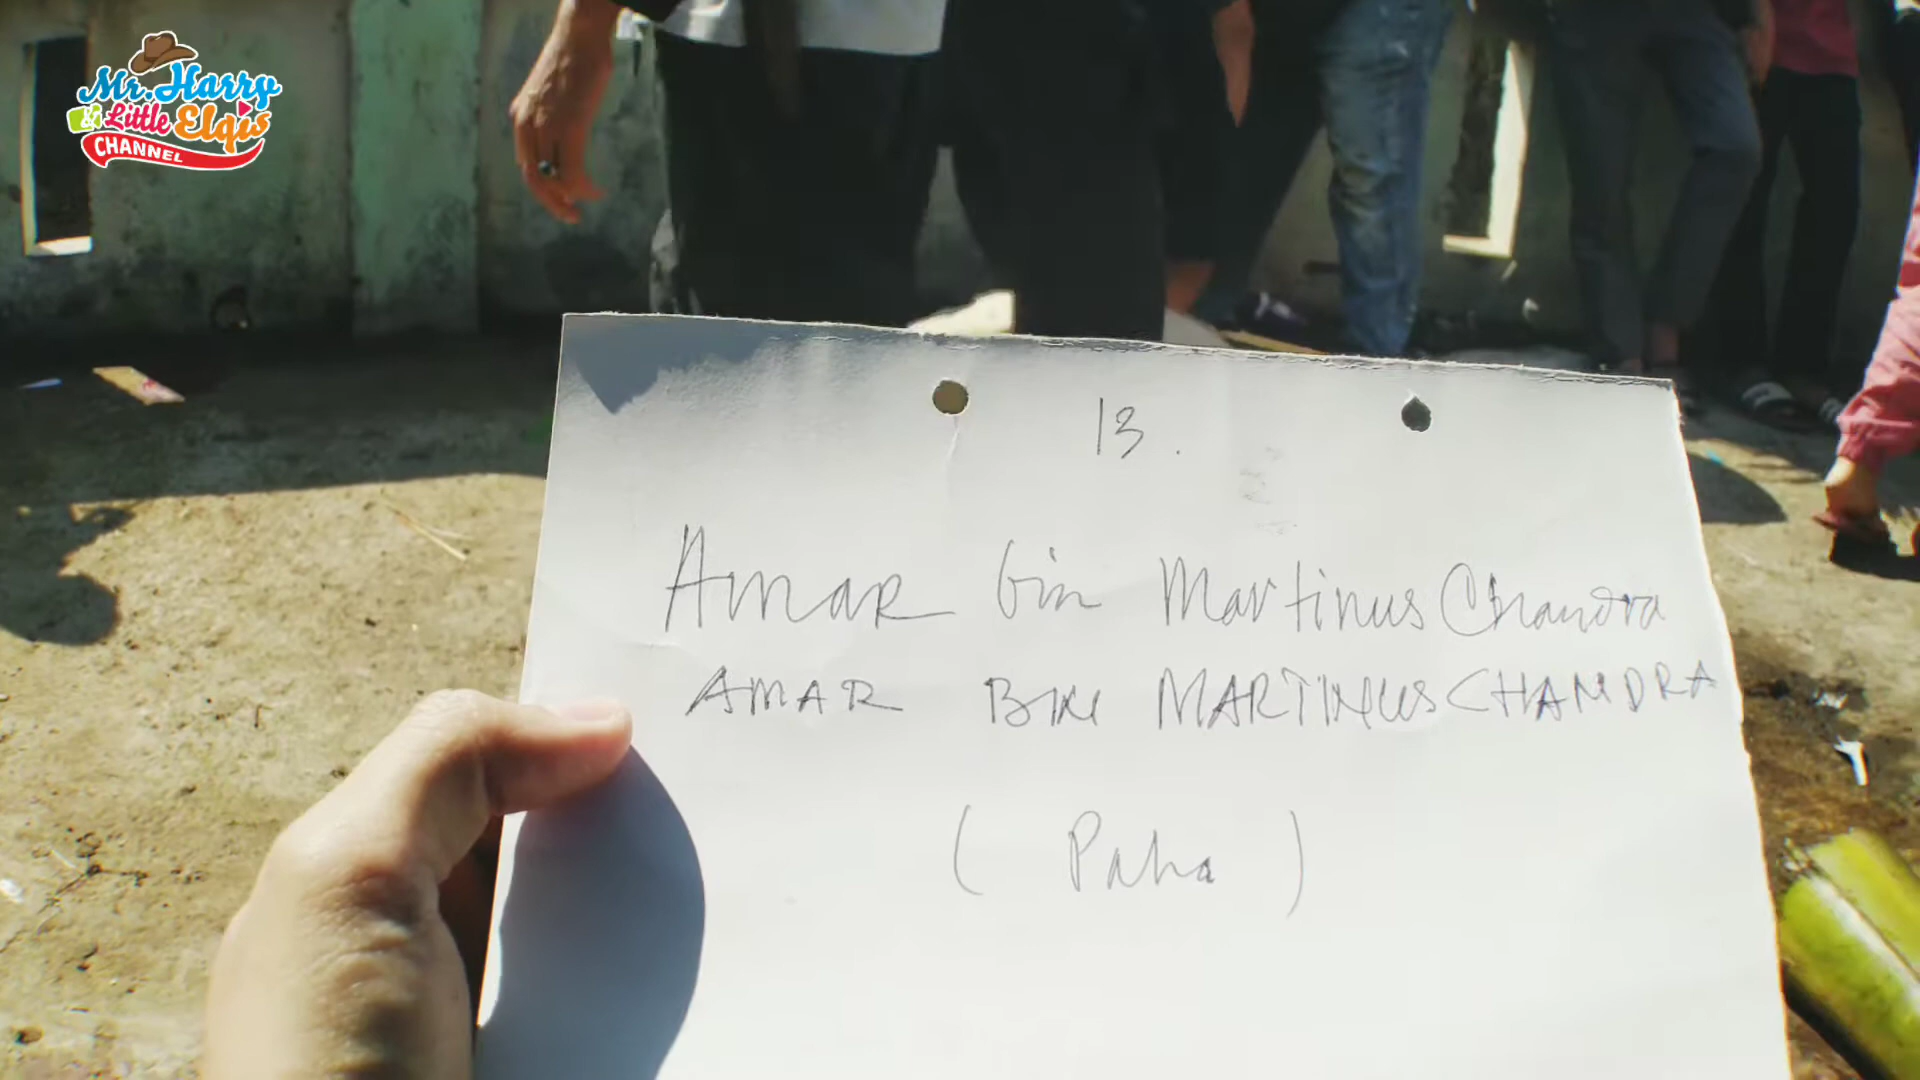 Mr. Harry
& Little Elqis
CHANNEL
13.
Amar bin Martinus Chandra
AMAR BIN MARTINUS CHANDRA
( Paha )